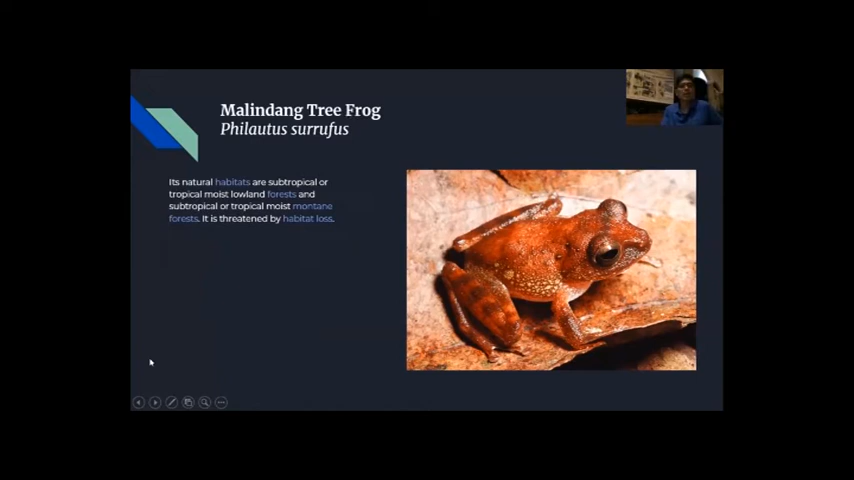 Malindang Tree Frog
Philautus surrufus
Its natural habitats are subtropical or
tropical moist lowland forests and
subtropical or tropical moist montane
forests. It is threatened by habitat loss.